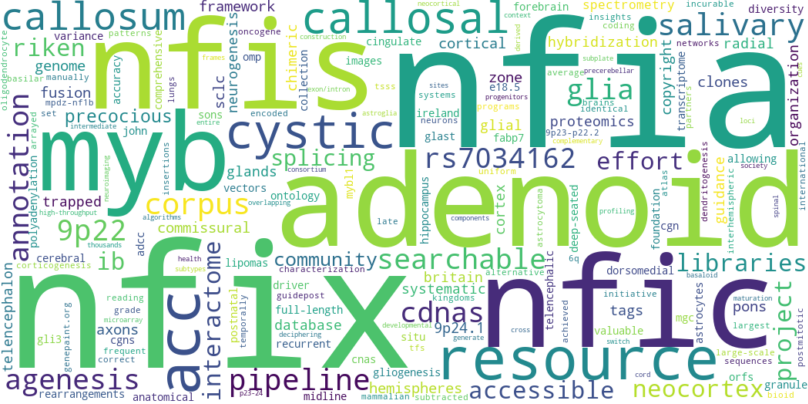 callosum
framework
callosal
forebrain
neocortical
context
spectrometry
insights
coding
incurable
diversity
nfis
nfia
salivary
variance
patterns
oncogene
construction
cingulate
derived
subplate
networks
riken
genome
manually
basilar
accuracy
comprehensive
frames
neurogenesis
chimeric
collection
omp
images
cortical
hybridization
radial
oligodendrocyte
fusion
lungs
sclc
tsss
zone
e18.5
average
precerebellar
brains
identical
glia
copyright
transcriptome
partners
clones
organization
mpdz-nf1b
set
encoded
exon/intron
sites
systems
progenitors
programs
proteomics
loci
precocious
sons
entire
intermediate
john
cystic
astroglia
ireland
neurons
glial
9p23-p22.2
complementary
glast
fabp7
annotation
polyadenylation
arrayed
myb
splicing
rs7034162
effort
allowing
society
international
trapped
neuroimaging
insertions
glands
consortium
vectors
ontology
overlapping
mybl1
uniform
adenoid
guidance
atlas
interhemispheric
dendritogenesis
spinal
high-throughput
corpus
algorithms
thousands
commissural
late
hippocampus
components
cortex
astrocytoma
deep-seated
profiling
foundation
cgn
9p22
adcc
ib
cerebral
corticogenesis
health
subtypes
lipomas
community
searchable
characterization
alternative
6q
dorsomedial
basaloid
libraries
telencephalon
nfix
acc
interactome
postnatal
temporally
driver
guidepost
full-length
database
recurrent
britain
systematic
kingdoms
cdnas
9p24.1
nfic
telencephalic
initiative
tags
valuable
mgc
astrocytes
maturation
pons
largest
project
postmitotic
reading
grade
microarray
gli3
genepaint.org
axons
cgns
frequent
correct
deciphering
developmental
situ
tfs
cross
generate
achieved
switch
large-scale
sequences
agenesis
rearrangements
anatomical
pipeline
p23-24
cnas
gliogenesis
midline
hemispheres
mammalian
subtracted
resource
accessible
cord
neocortex
orfs
granule
bioid